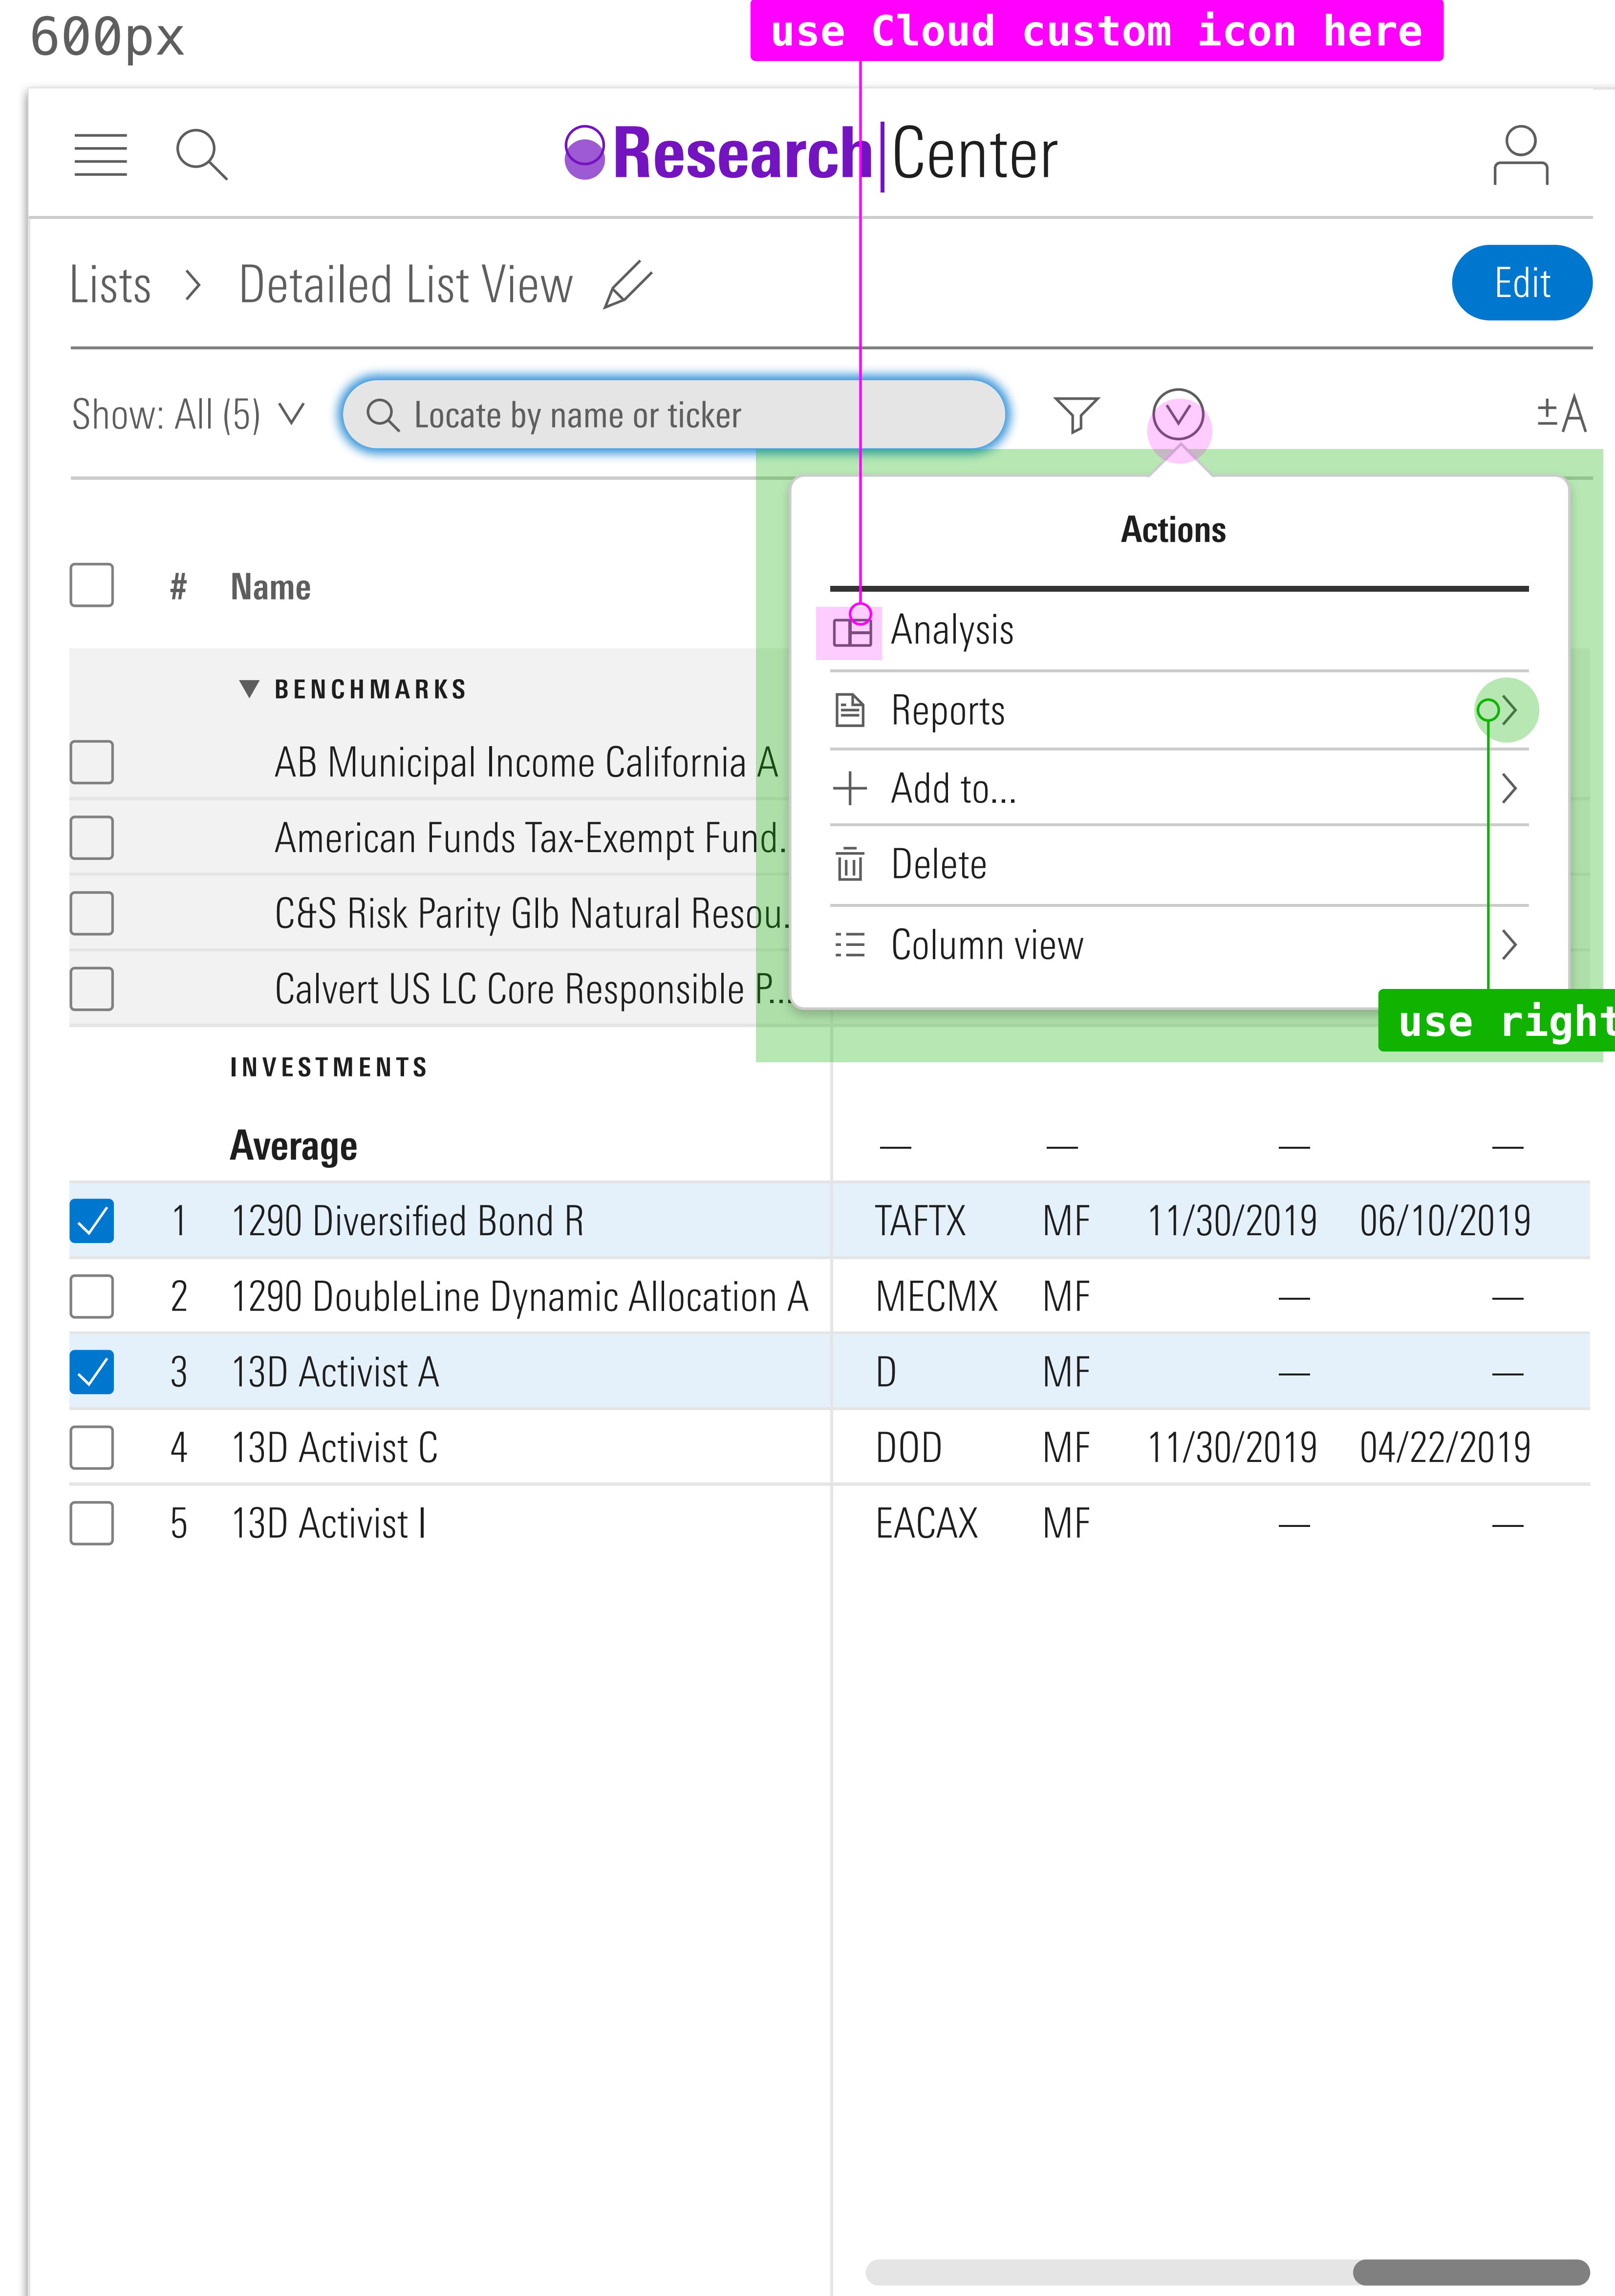 600px
use Cloud custom icon here
Research|Center
Lists > Detailed List View
Edit
Show: All (5)
Locate by name or ticker
±A
Actions
# Name
Analysis
BENCHMARKS
Reports
AB Municipal Income California A
Add to...
American Funds Tax-Exempt Fund.
Delete
C&S Risk Parity Glb Natural Resou.
Column view
Calvert US LC Core Responsible P...
use right
INVESTMENTS
Average — — — —
1 1290 Diversified Bond R TAFTX MF 11/30/2019 06/10/2019
2 1290 DoubleLine Dynamic Allocation A MECMX MF — —
3 13D Activist A D MF — —
4 13D Activist C DOD MF 11/30/2019 04/22/2019
5 13D Activist I EACAX MF — —